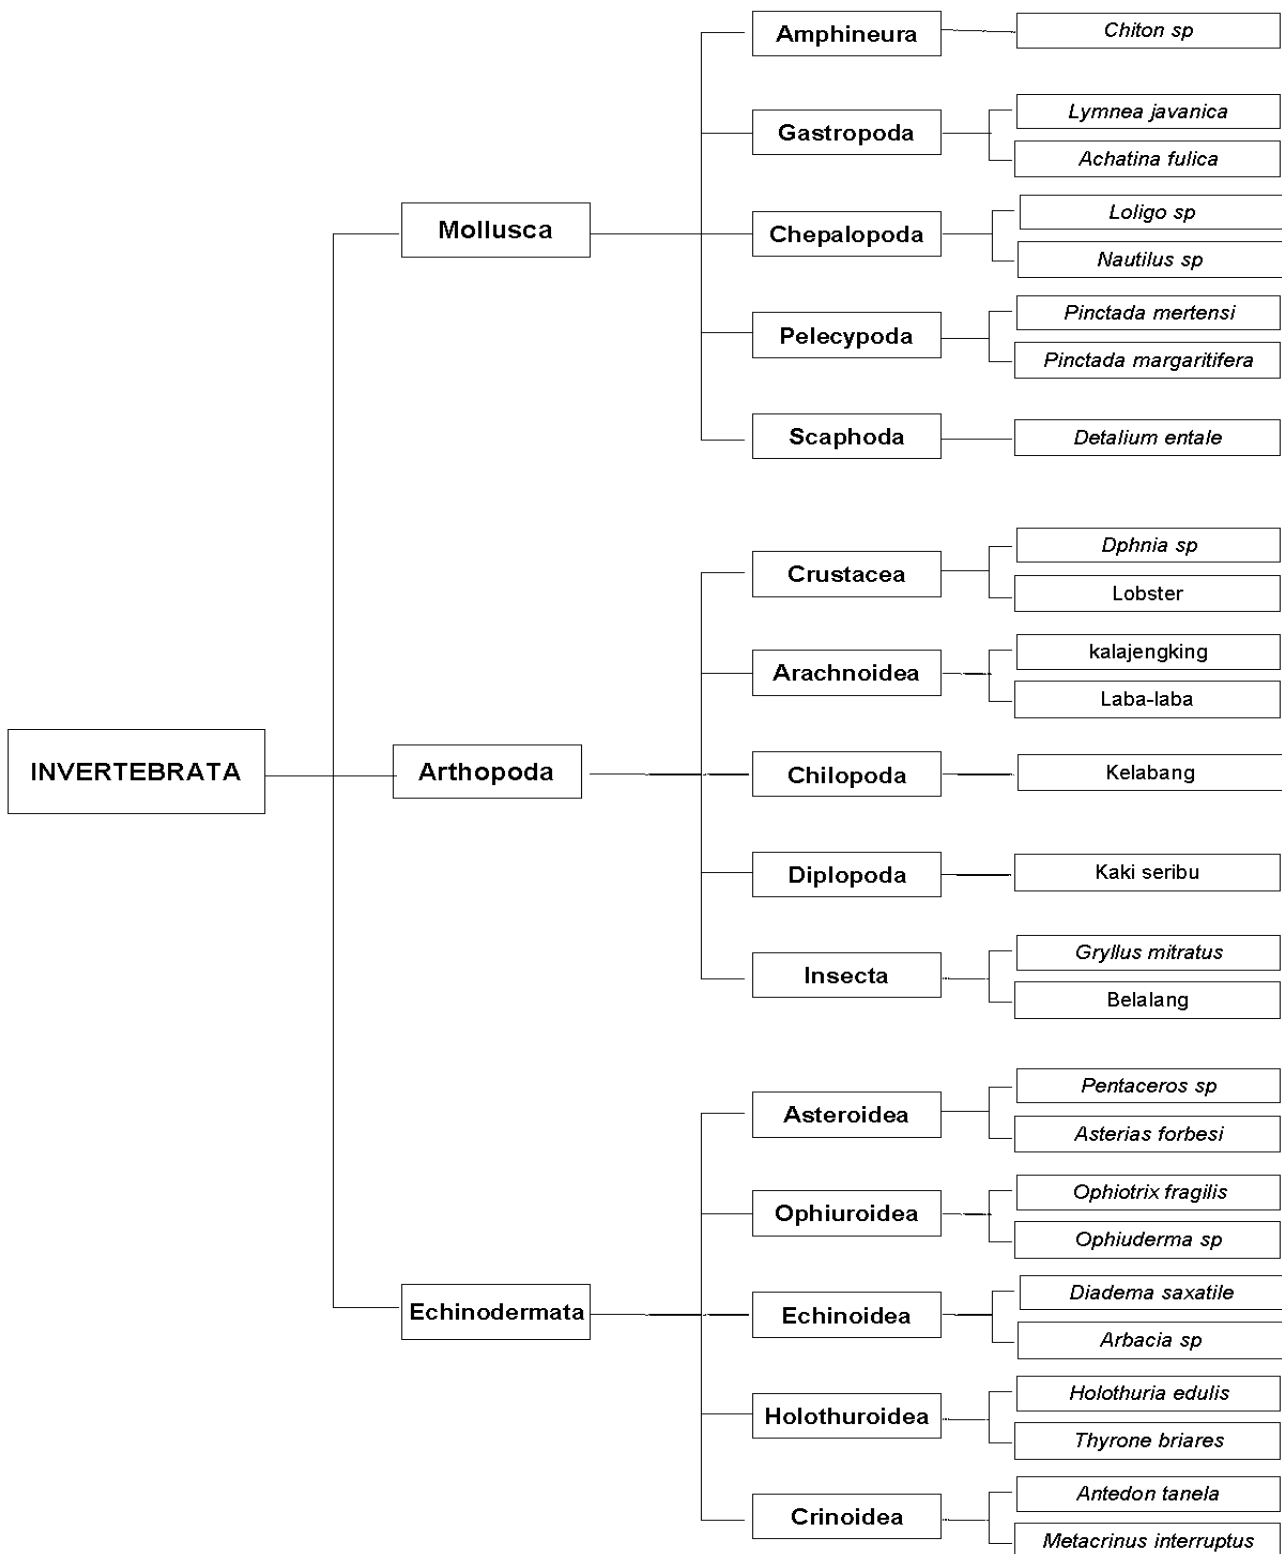 INVERTEBRATA
Mollusca
Amphineura
Chiton sp
Gastropoda
Lymnea javanica
Achatina fulica
Chepalopoda
Loligo sp
Nautilus sp
Pelecypoda
Pinctada mertensi
Pinctada margaritifera
Scaphoda
Detalium entale
Arthopoda
Crustacea
Dphnia sp
Lobster
Arachnoidea
kalajengking
Laba-laba
Chilopoda
Kelabang
Diplopoda
Kaki seribu
Insecta
Gryllus mitratus
Belalang
Echinodermata
Asteroidea
Pentaceros sp
Asterias forbesi
Ophiuroidea
Ophiotrix fragilis
Ophiuderma sp
Echinoidea
Diadema saxatile
Arbacia sp
Holothuroidea
Holothuria edulis
Thyrone briares
Crinoidea
Antedon tanela
Metacrinus interruptus